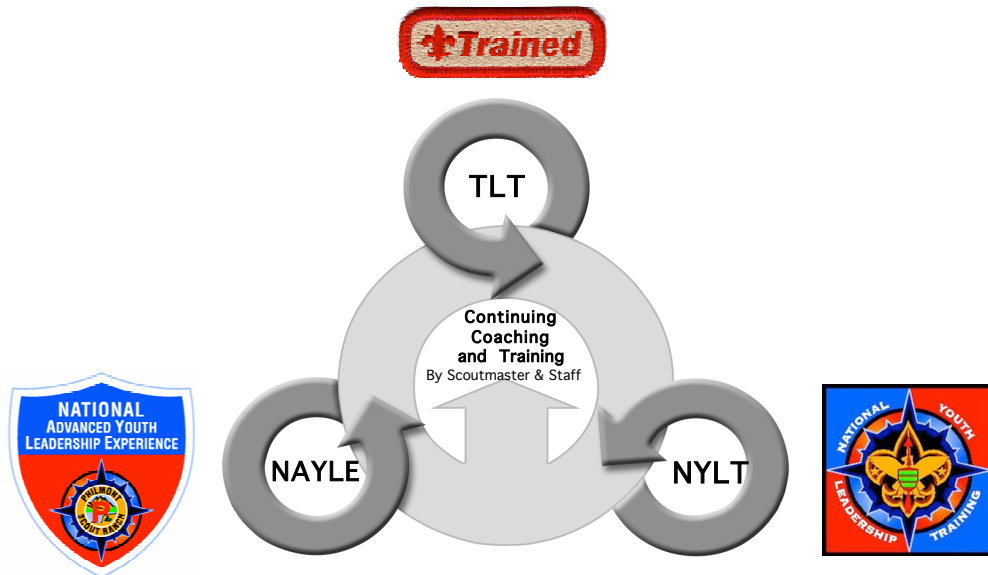 Trained
TLT
Continuing
Coaching
and Training
By Scoutmaster & Staff
NATIONAL
ADVANCED YOUTH
LEADERSHIP EXPERIENCE
PHILMONT
SCOUT RANCH
NAYLE
NYLT
NATIONAL
YOUTH
LEADERSHIP
TRAINING